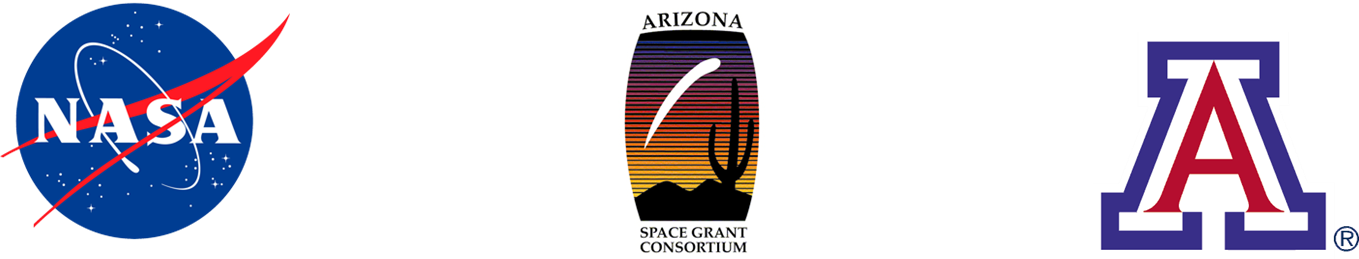 NASA
ARIZONA
SPACE GRANT
CONSORTIUM
A
®